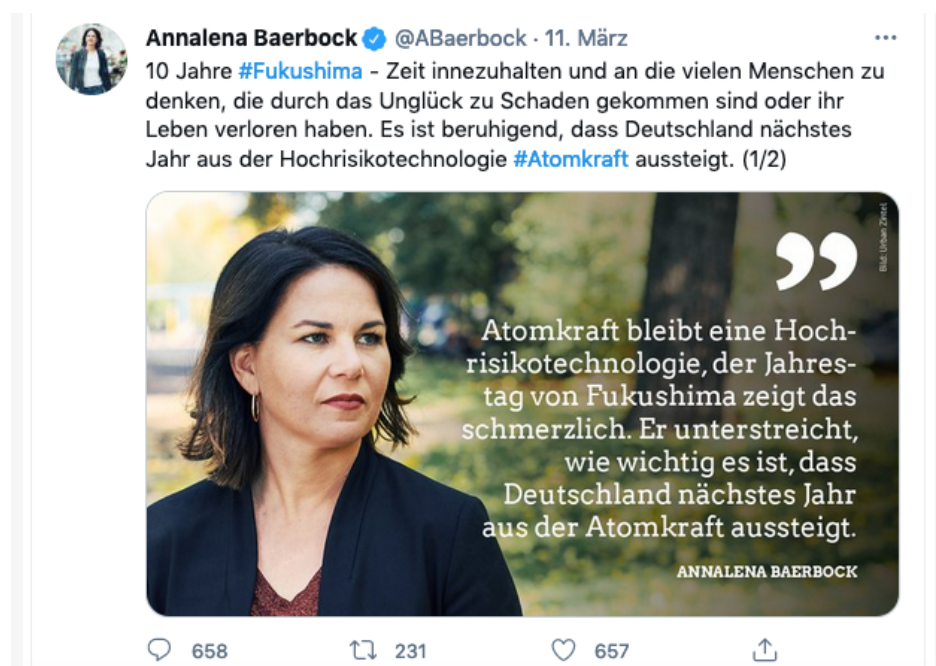 Annalena Baerbock @ABaerbock · 11. März
10 Jahre #Fukushima - Zeit innezuhalten und an die vielen Menschen zu
denken, die durch das Unglück zu Schaden gekommen sind oder ihr
Leben verloren haben. Es ist beruhigend, dass Deutschland nächstes
Jahr aus der Hochrisikotechnologie #Atomkraft aussteigt. (1/2)
Bild: Urban Zintel
”
Atomkraft bleibt eine Hoch-
risikotechnologie, der Jahres-
tag von Fukushima zeigt das
schmerzlich. Er unterstreicht,
wie wichtig es ist, dass
Deutschland nächstes Jahr
aus der Atomkraft aussteigt.
ANNALENA BAERBOCK
658 231 657